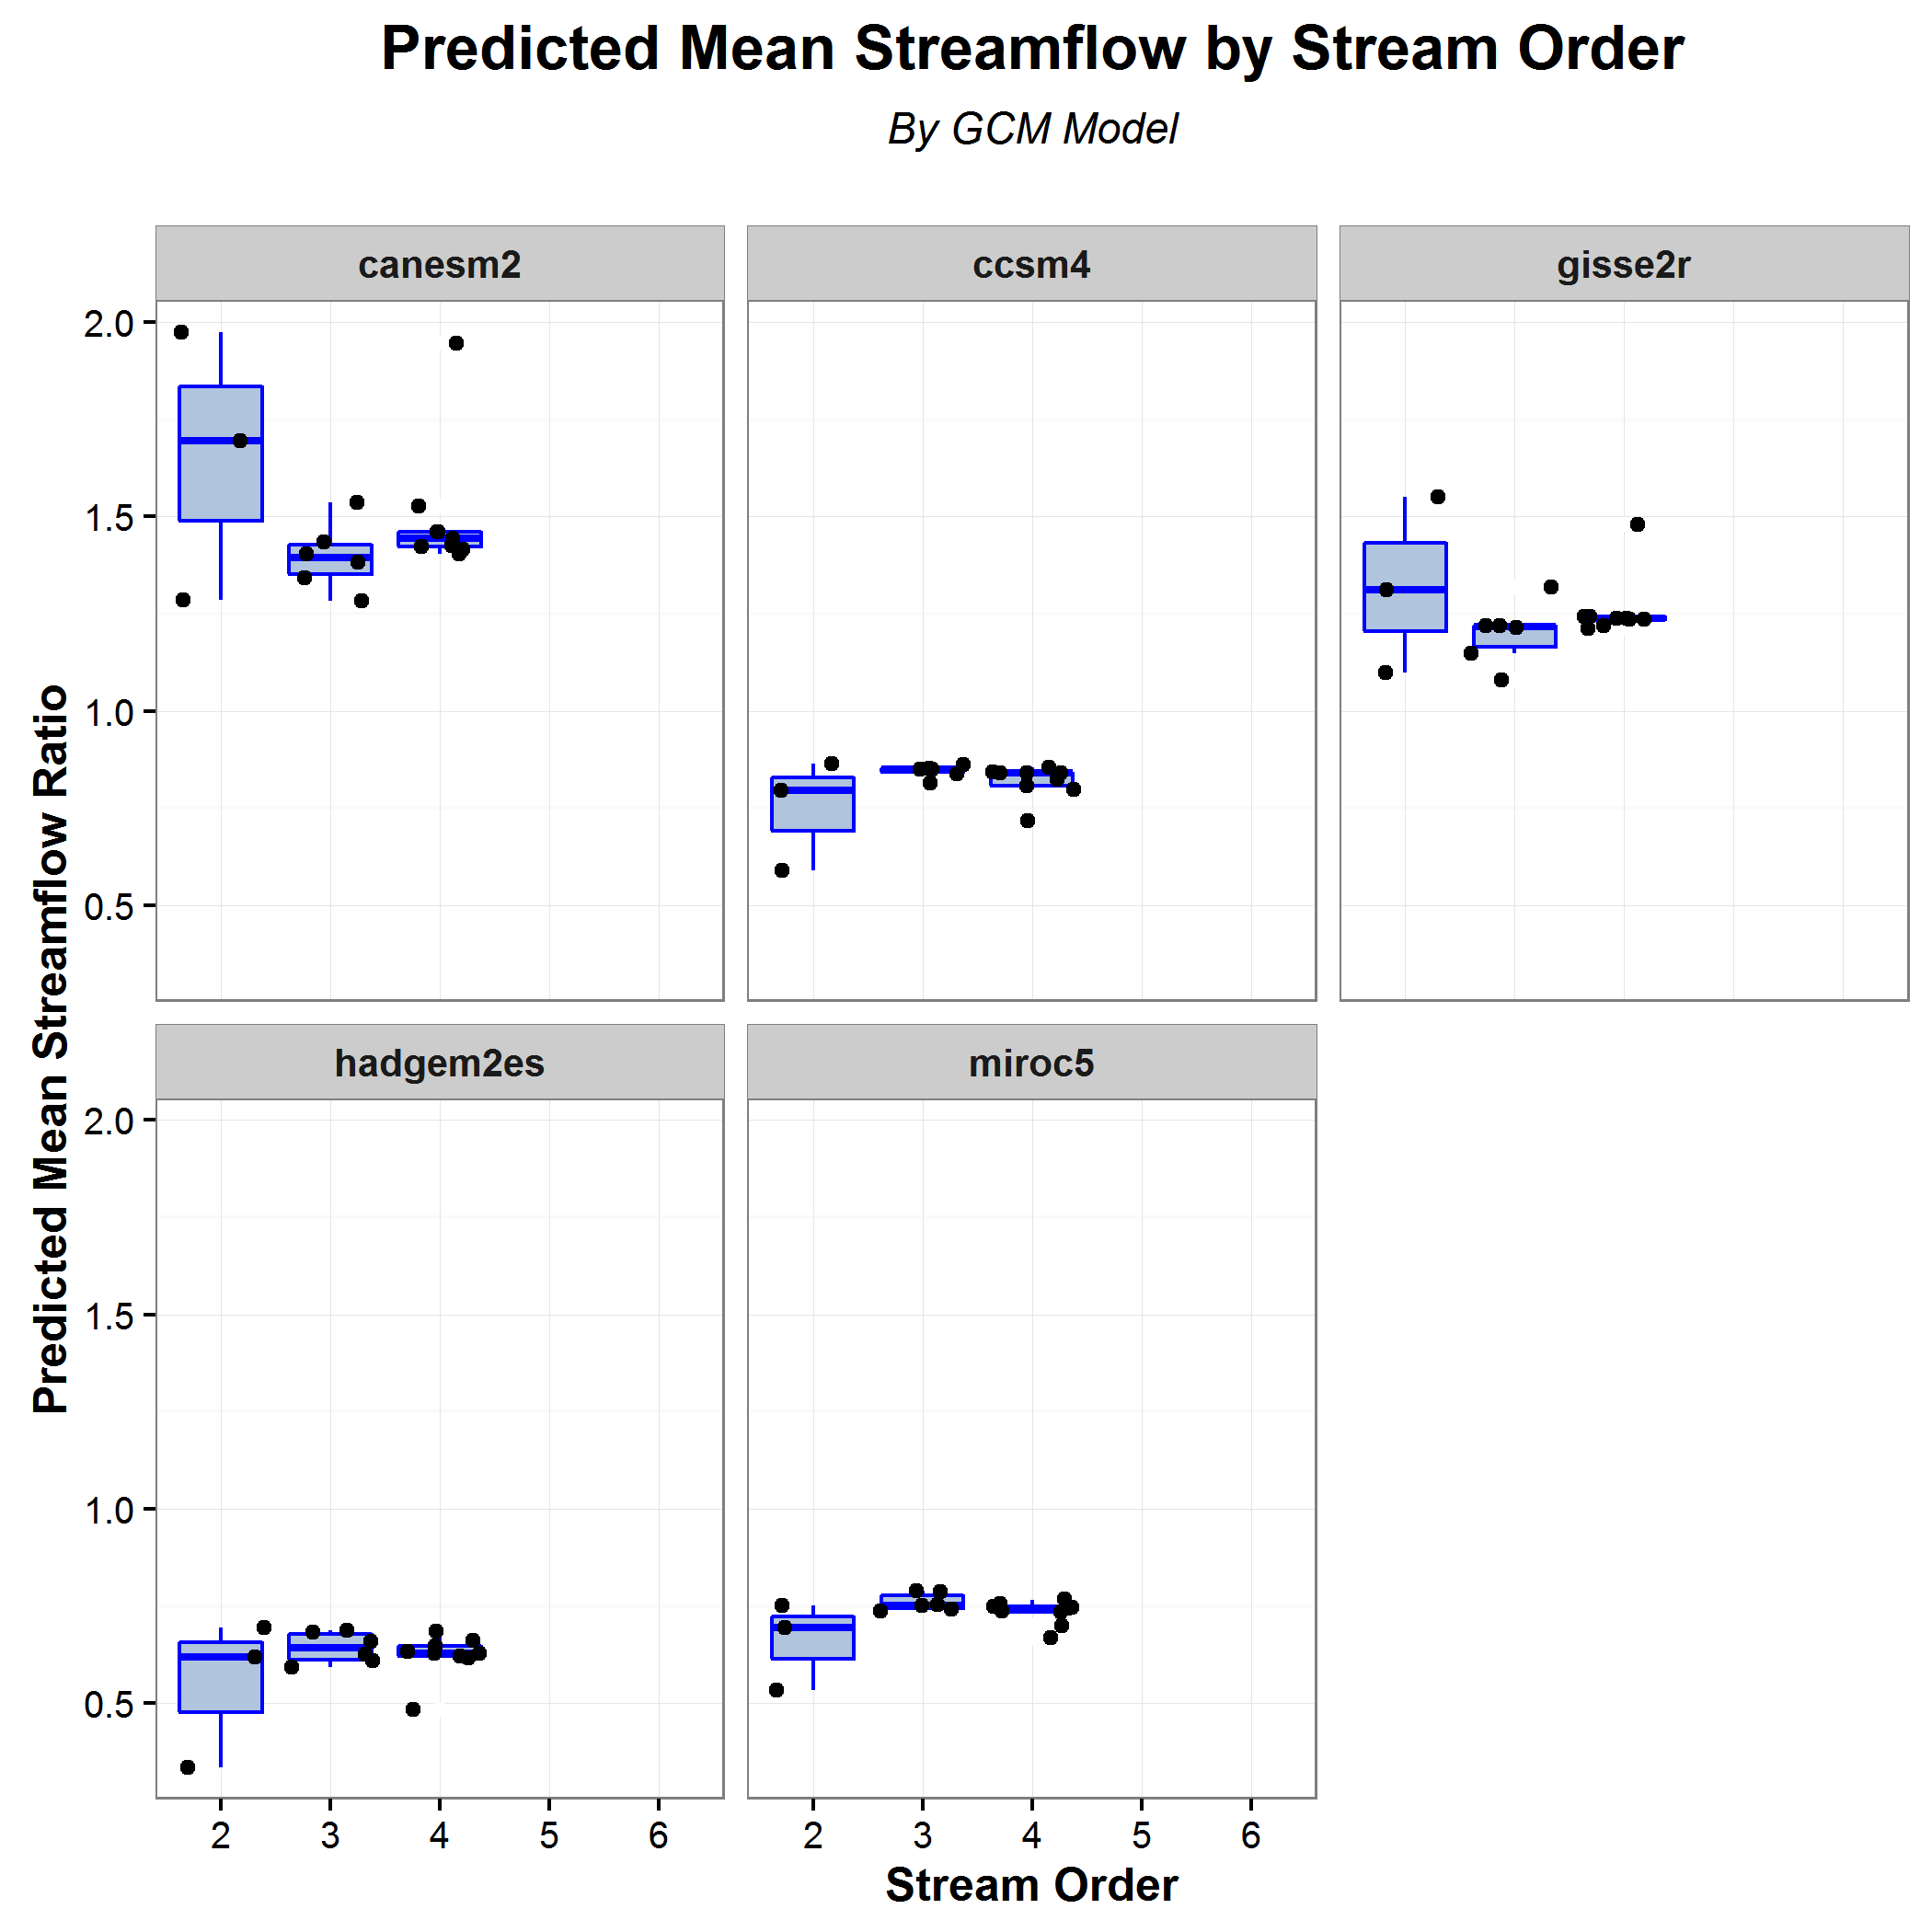 Predicted Mean Streamflow by Stream Order
By GCM Model
canesm2
ccsm4
gisse2r
2.0
1.5
1.0
0.5
Predicted Mean Streamflow Ratio
hadgem2es
miroc5
2.0
1.5
1.0
0.5
2 3 4 5 6
2 3 4 5 6
Stream Order